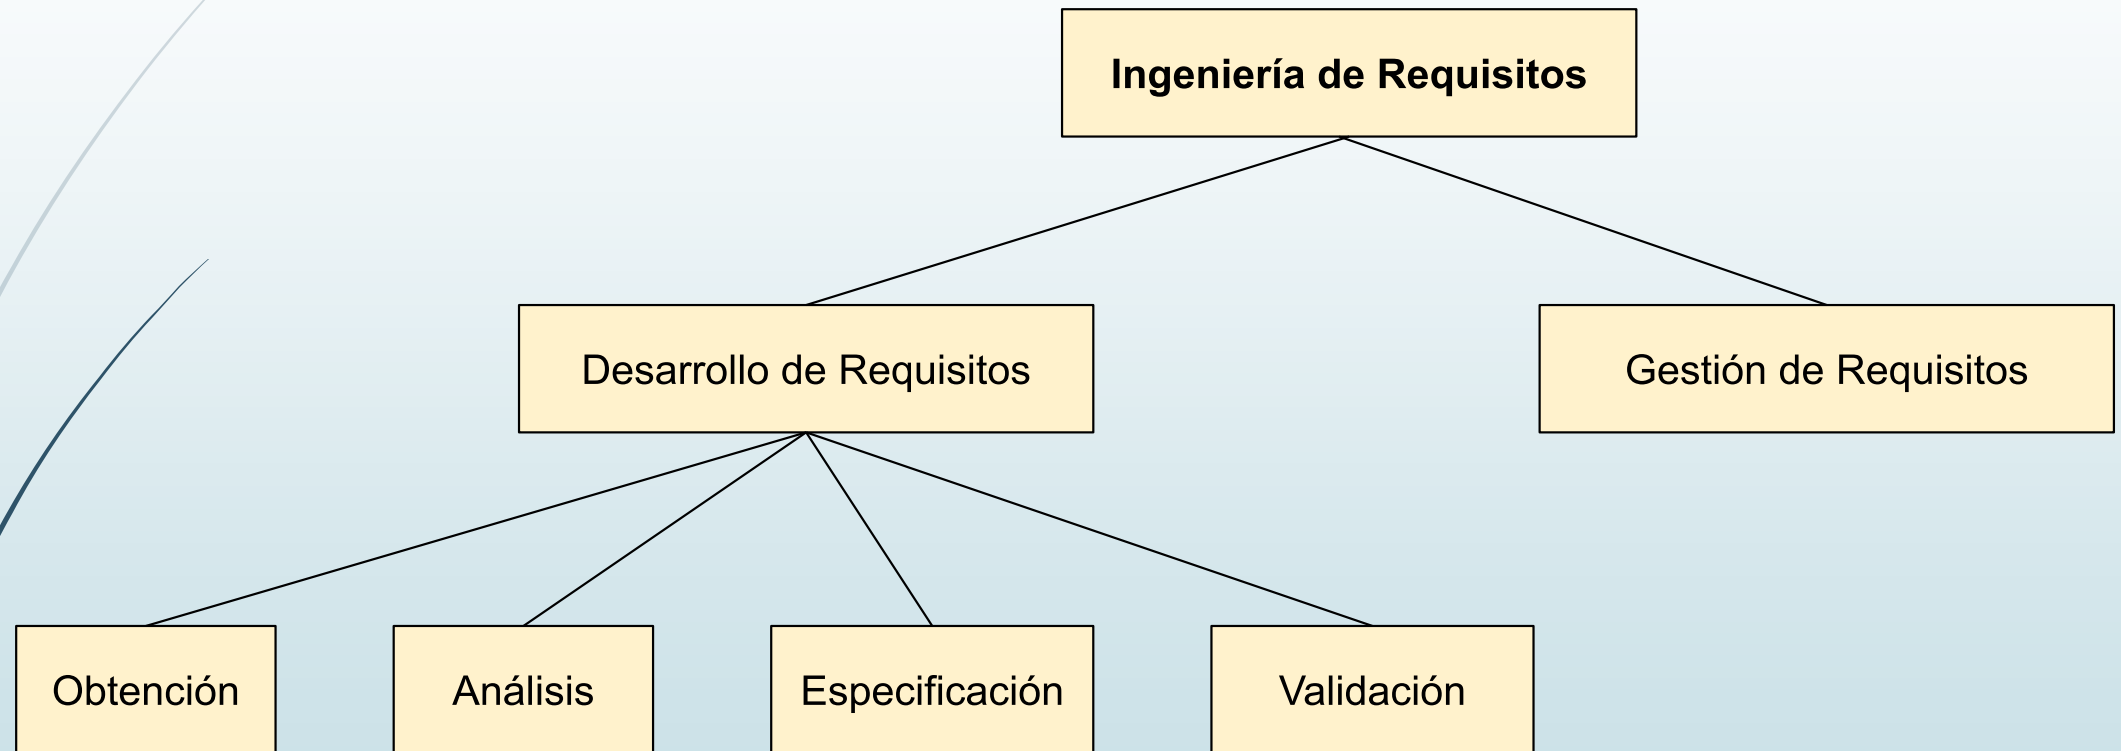 Ingeniería de Requisitos
Desarrollo de Requisitos
Gestión de Requisitos
Obtención
Análisis
Especificación
Validación